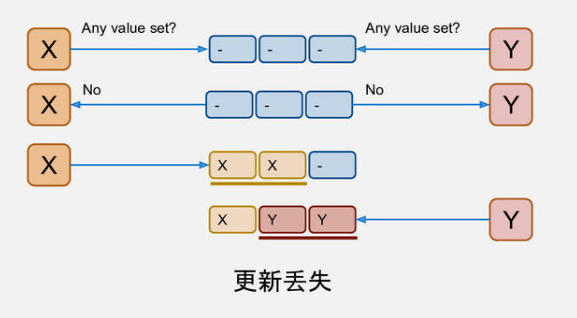 Any value set? Any value set?
X - - - Y
No No
X - - - Y
X X X -
X Y Y Y
更新丢失